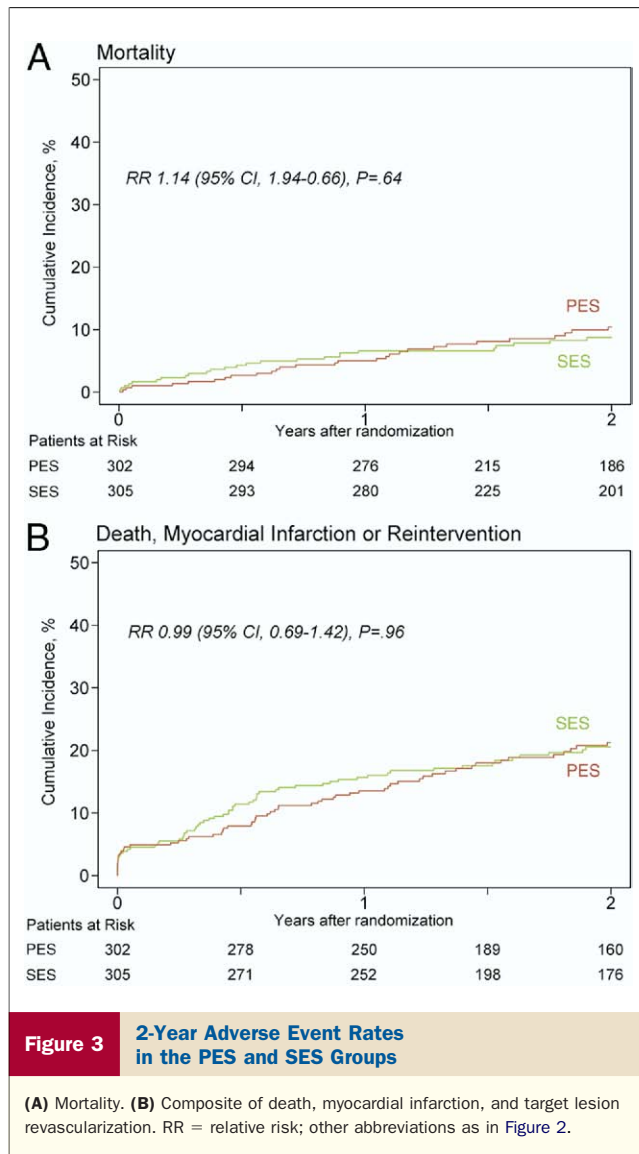 A Mortality
50
40
30
20
10
0
Cumulative Incidence, %
RR 1.14 (95% CI, 1.94-0.66), P=.64
PES
SES
0 1 2
Years after randomization
Patients at Risk
PES 302 294 276 215 186
SES 305 293 280 225 201
B Death, Myocardial Infarction or Reintervention
50
40
30
20
10
0
Cumulative Incidence, %
RR 0.99 (95% CI, 0.69-1.42), P=.96
SES
PES
0 1 2
Years after randomization
Patients at Risk
PES 302 278 250 189 160
SES 305 271 252 198 176
Figure 3
2-Year Adverse Event Rates
in the PES and SES Groups
(A) Mortality. (B) Composite of death, myocardial infarction, and target lesion
revascularization. RR = relative risk; other abbreviations as in Figure 2.